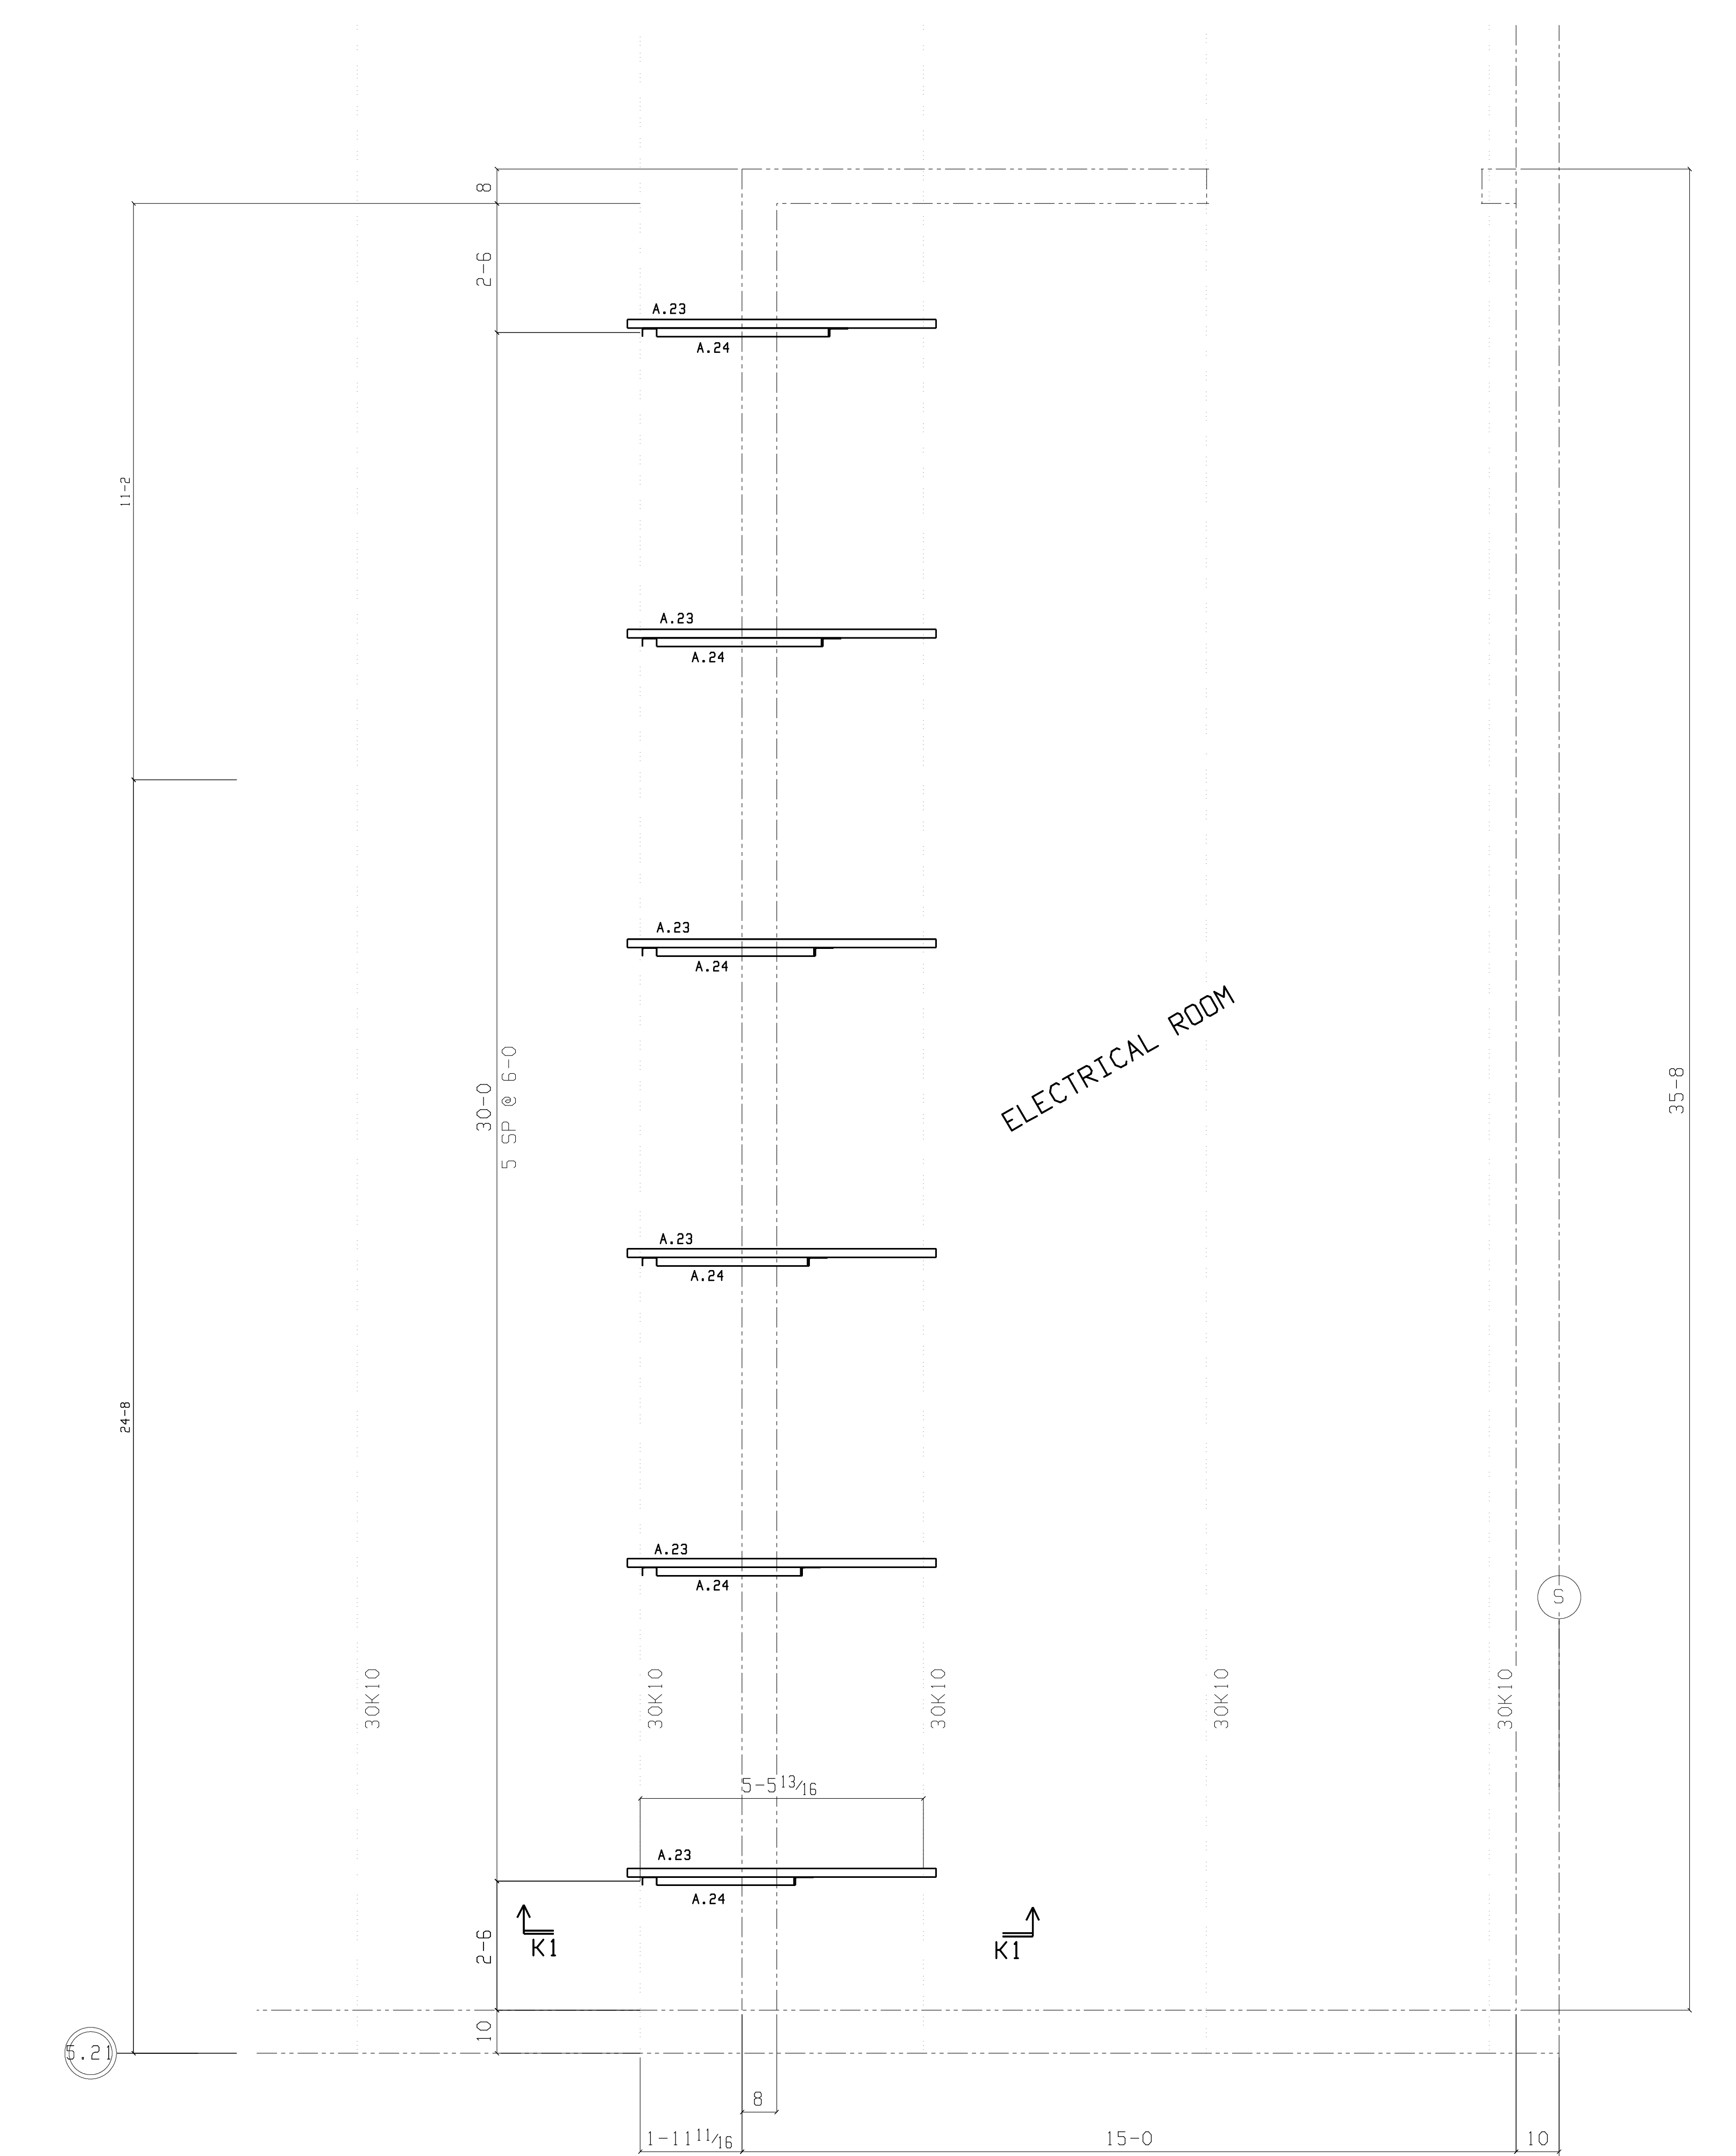 8
2-6
A.23
A.24
11-2
A.23
A.24
A.23
A.24
ELECTRICAL ROOM
30-0
5 SP @ 6-0
35-8
A.23
A.24
24-8
A.23
A.24
S
30K10
30K10
30K10
30K10
30K10
5-5 13/16
A.23
A.24
K1
K1
2-6
10
5.21
8
1-11 11/16
15-0
10